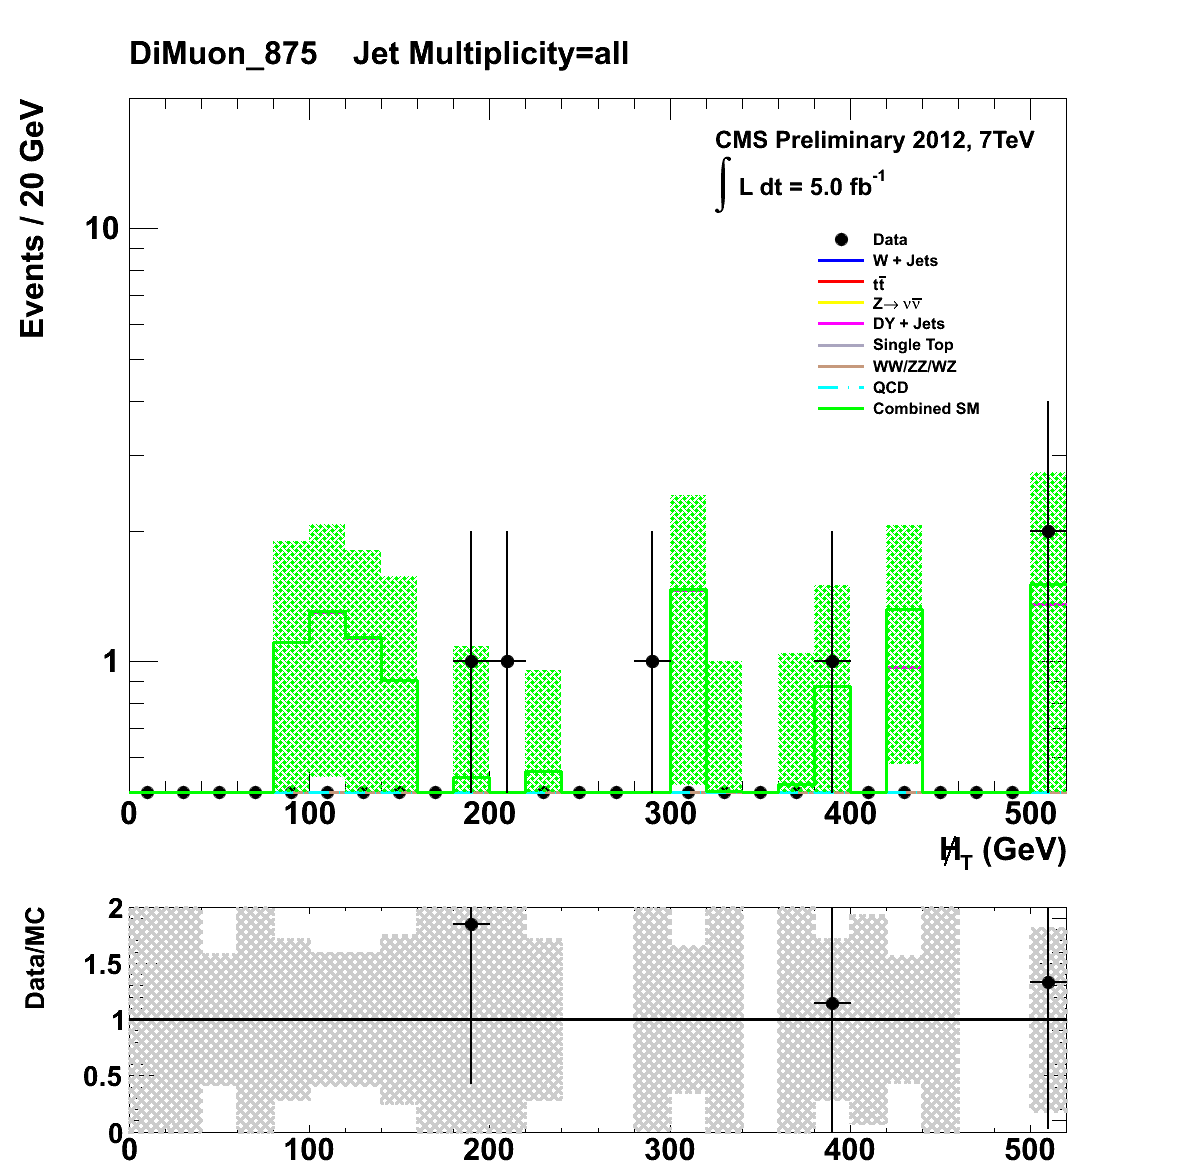 DiMuon_875 Jet Multiplicity=all
Events / 20 GeV
CMS Preliminary 2012, 7TeV
∫ L dt = 5.0 fb⁻¹
10
1
Data
W + Jets
tt̅
Z→ νν̅
DY + Jets
Single Top
WW/ZZ/WZ
QCD
Combined SM
0 100 200 300 400 500
H̸_T (GeV)
Data/MC
2
1.5
1
0.5
0
0 100 200 300 400 500